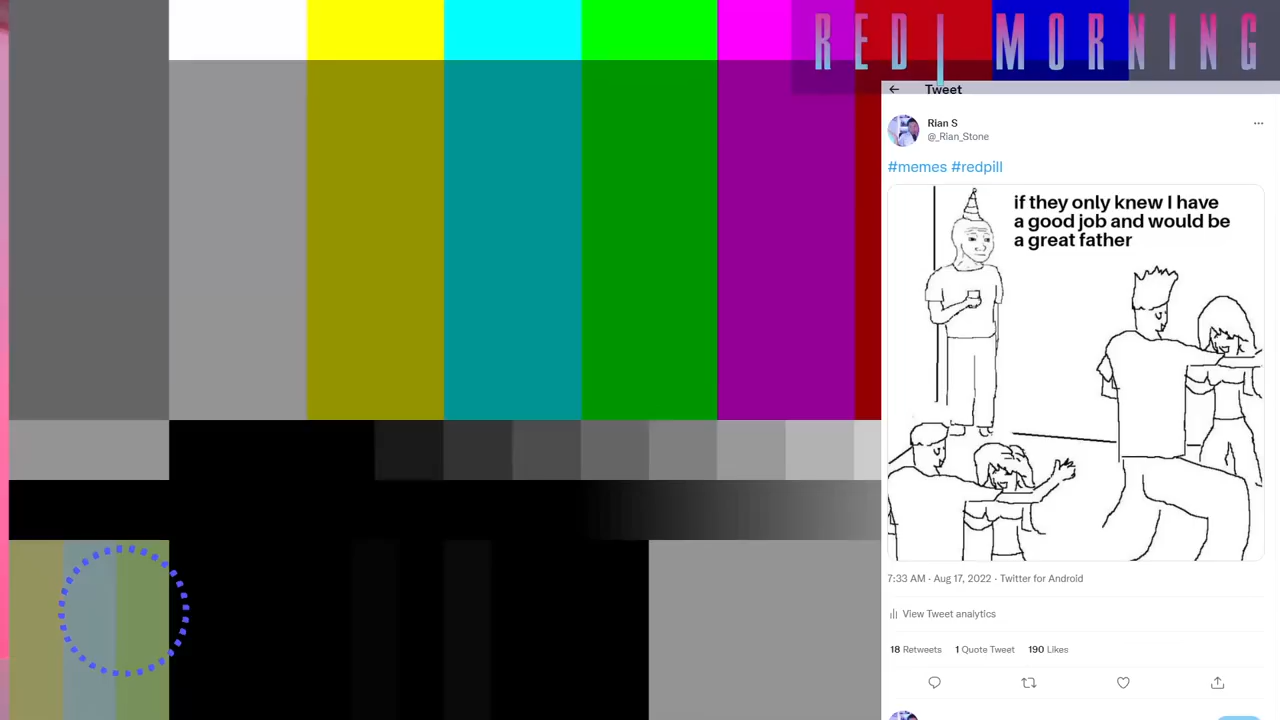 RED| MORNING
Tweet
Rian S
@_Rian_Stone
#memes #redpill
if they only knew I have
a good job and would be
a great father
7:33 AM · Aug 17, 2022 · Twitter for Android
View Tweet analytics
18 Retweets 1 Quote Tweet 190 Likes